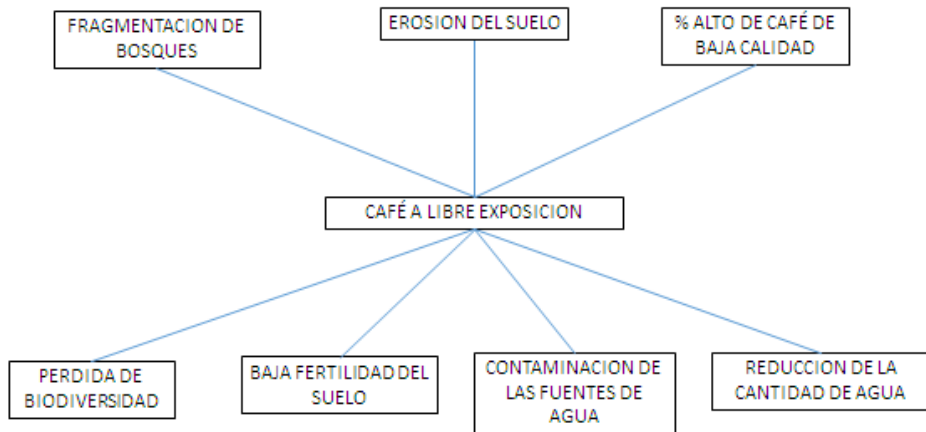 FRAGMENTACION DE
BOSQUES
EROSION DEL SUELO
% ALTO DE CAFÉ DE
BAJA CALIDAD
CAFÉ A LIBRE EXPOSICION
PERDIDA DE
BIODIVERSIDAD
BAJA FERTILIDAD DEL
SUELO
CONTAMINACION DE
LAS FUENTES DE
AGUA
REDUCCION DE LA
CANTIDAD DE AGUA